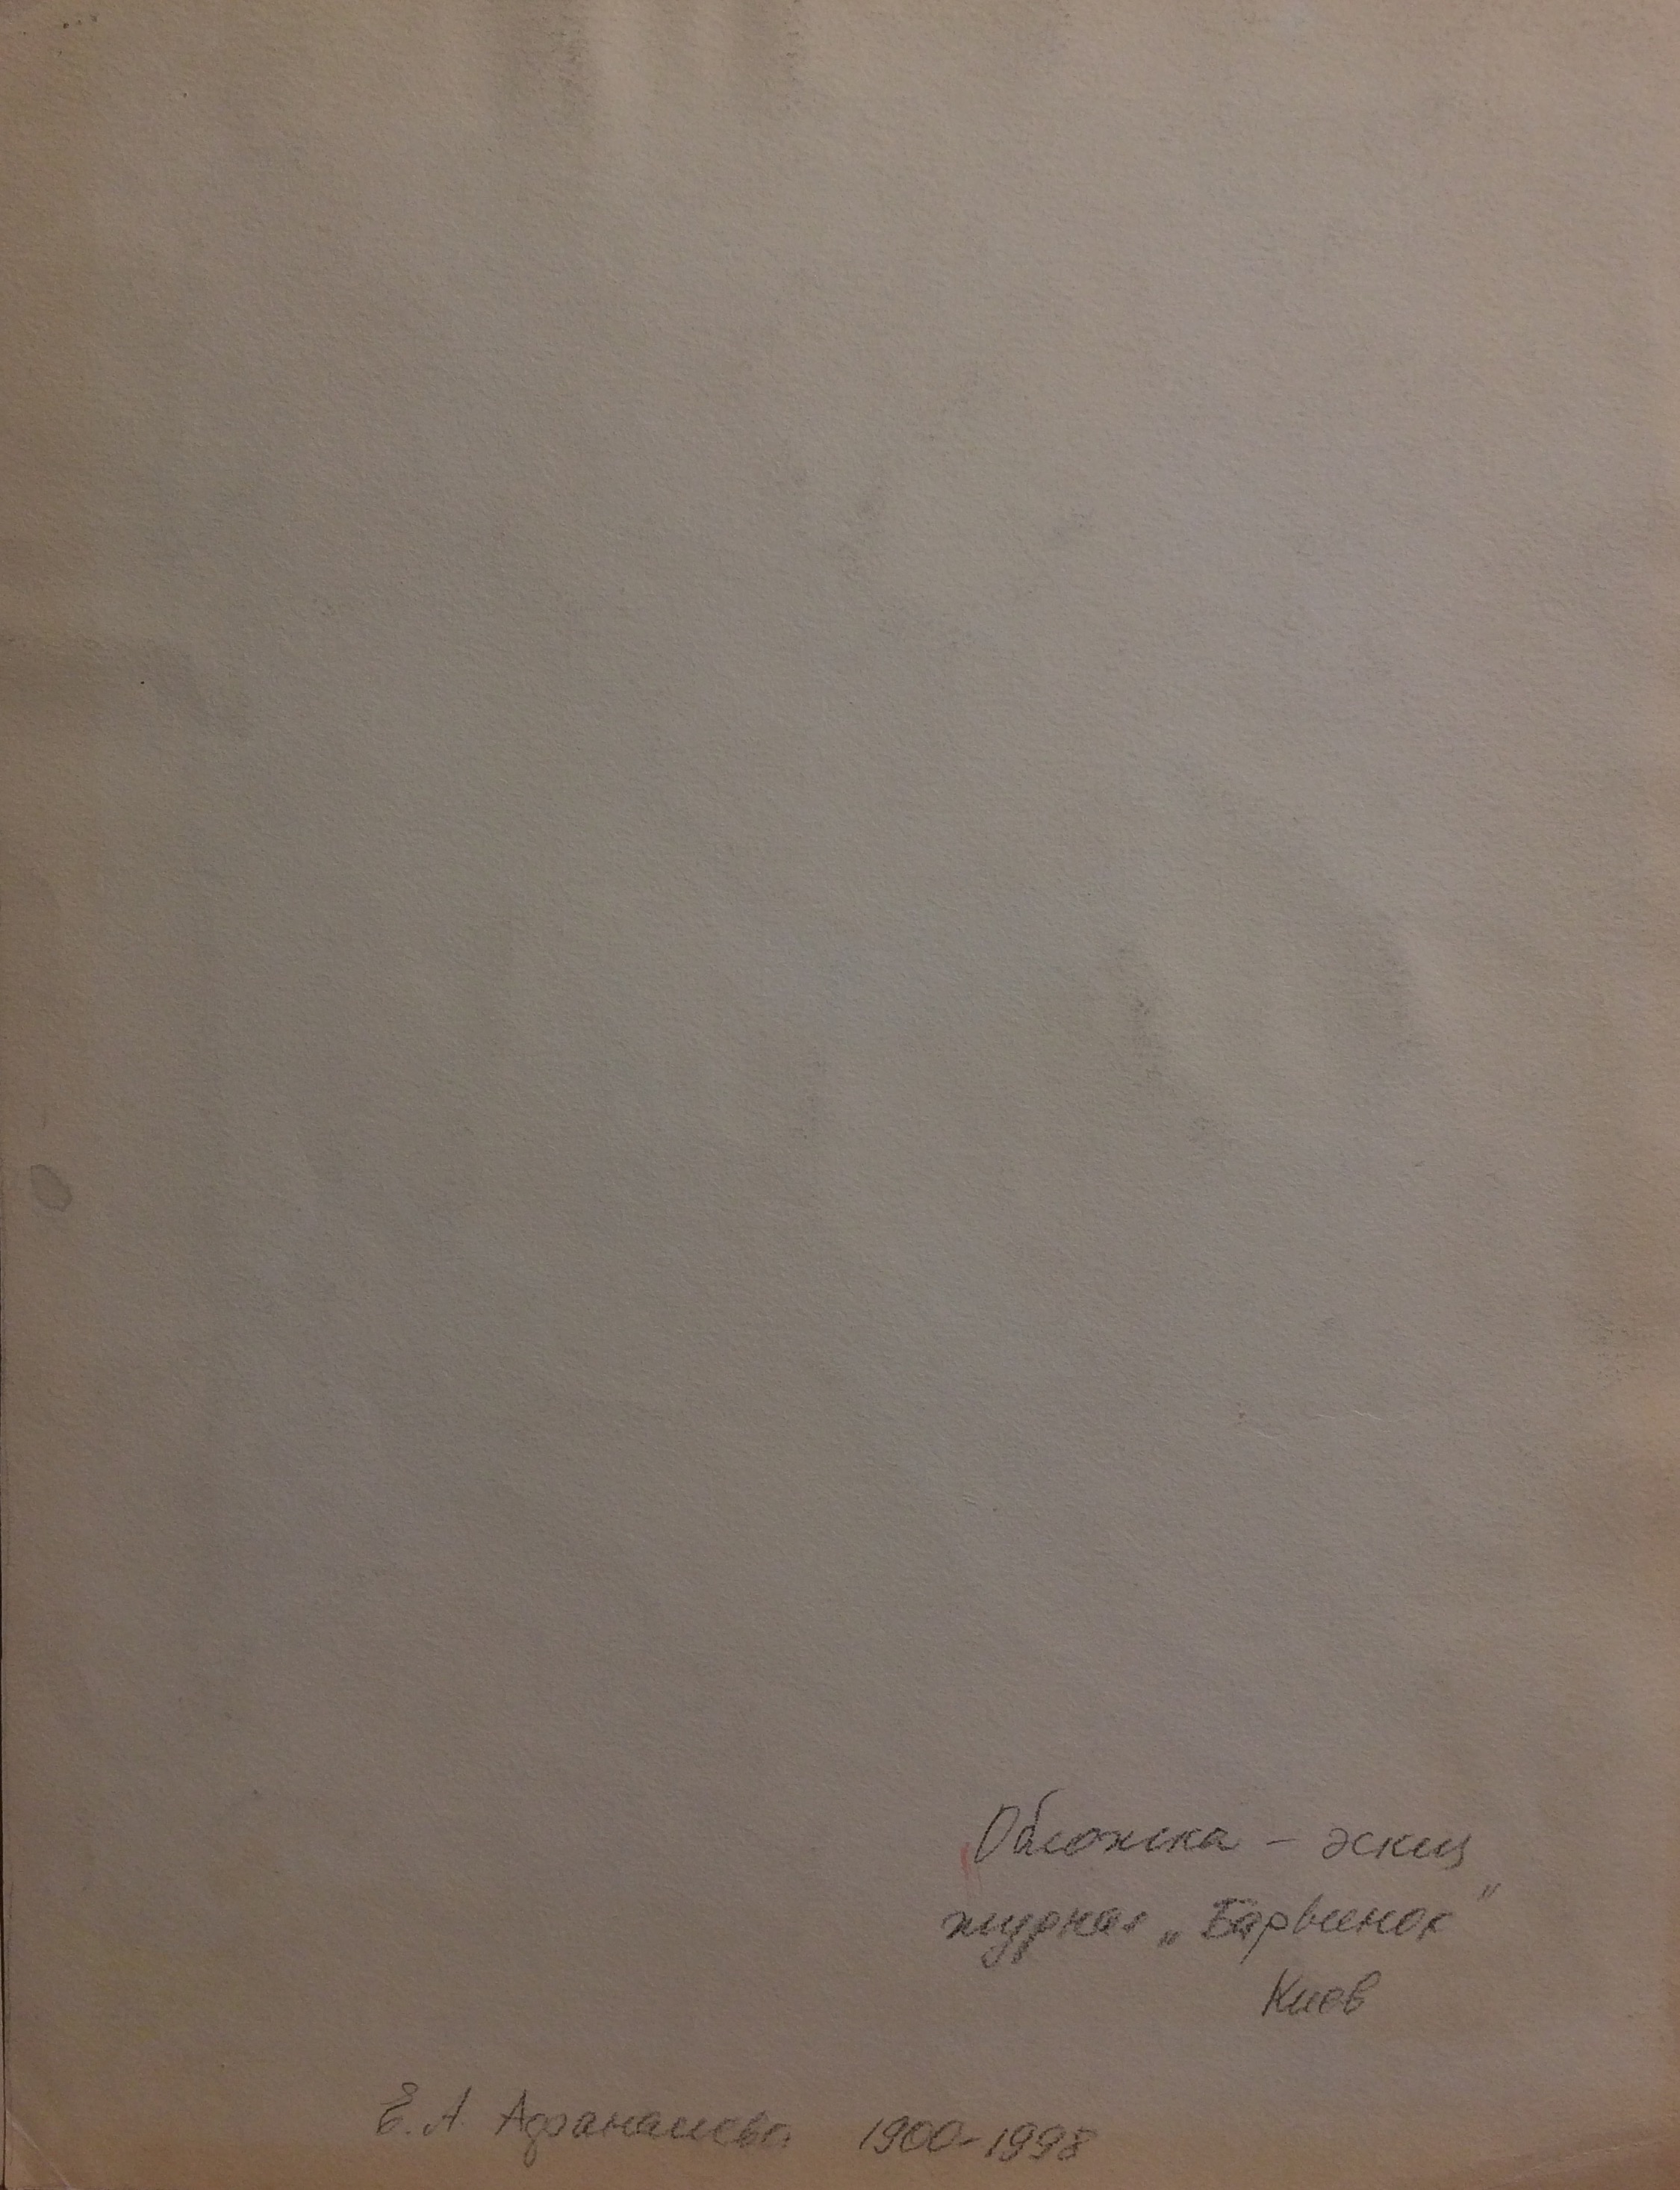 Обложка – эскиз
журнал „Барвинок"
Киев
Е. А. Афанасьева 1900-1998